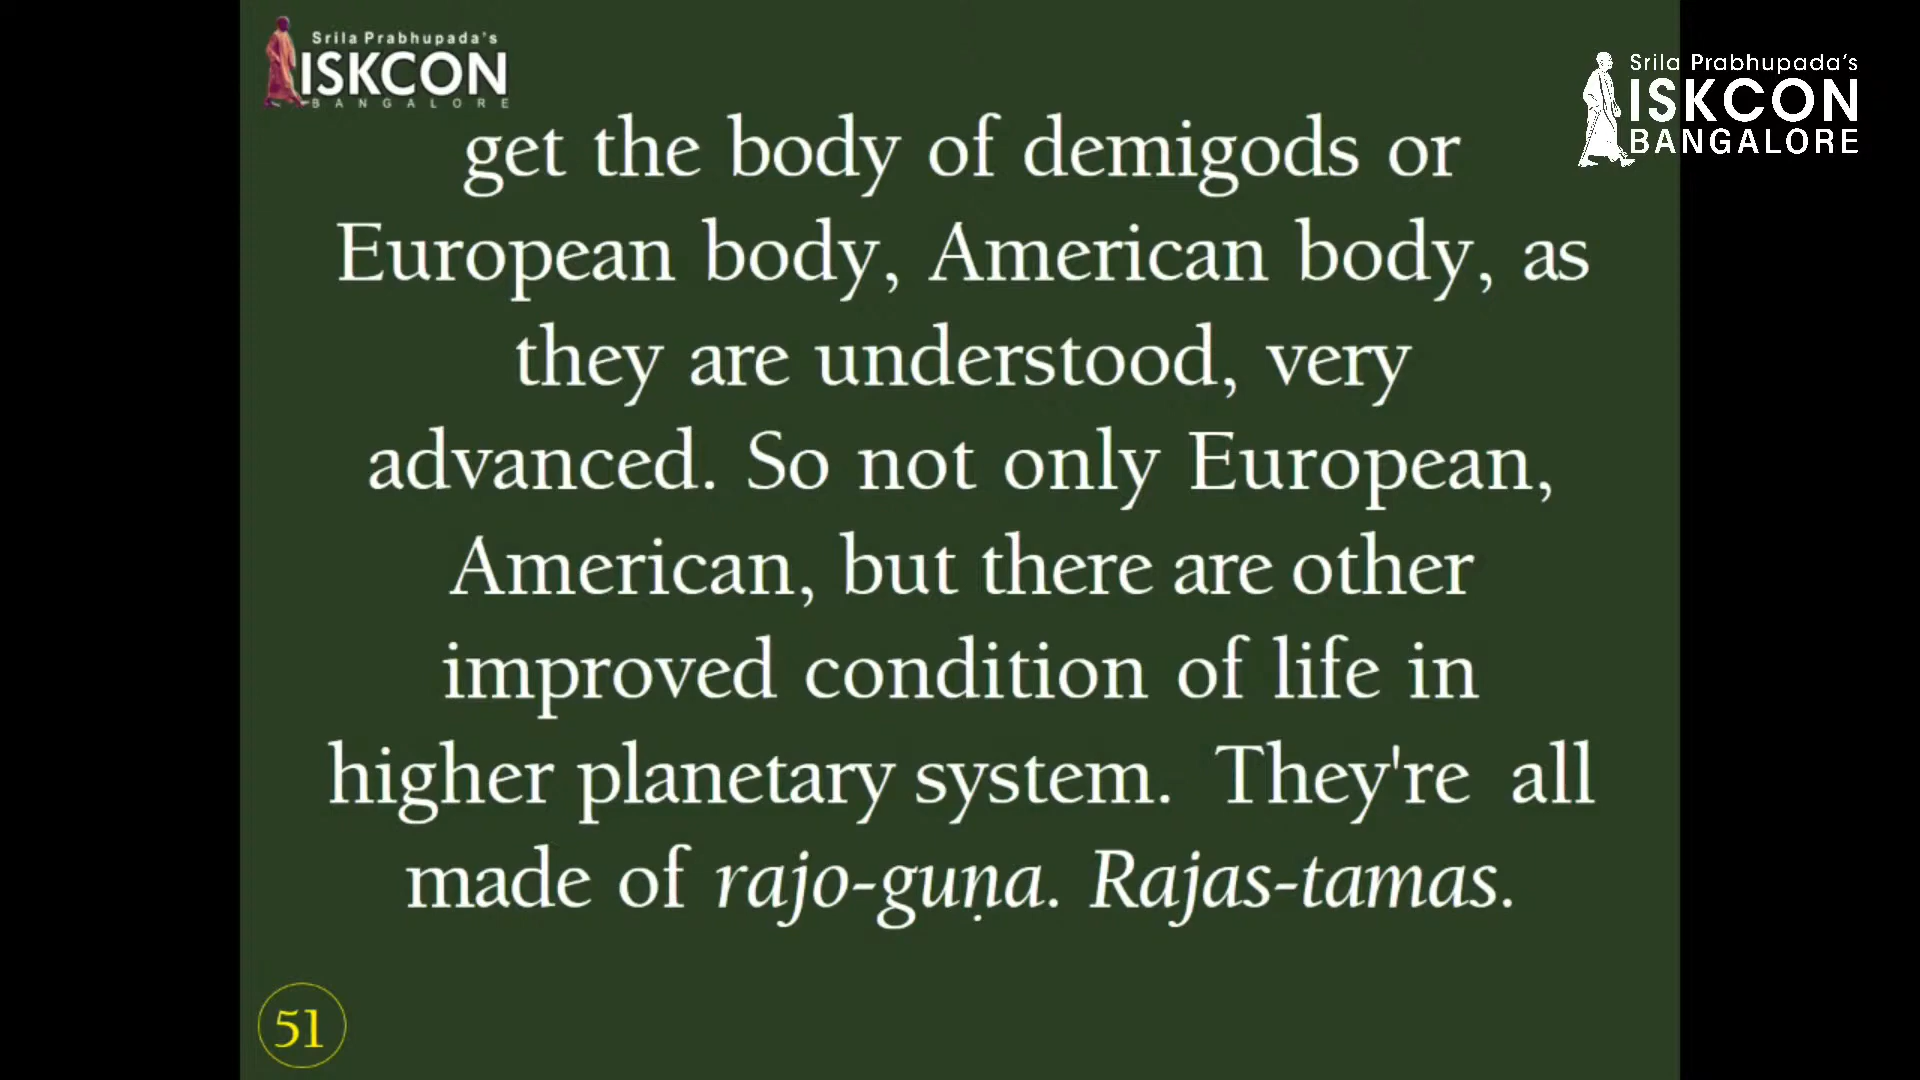 Srila Prabhupada's
ISKCON
BANGALORE
Srila Prabhupada's
ISKCON
BANGALORE
get the body of demigods or
European body, American body, as
they are understood, very
advanced. So not only European,
American, but there are other
improved condition of life in
higher planetary system. They're all
made of rajo-guṇa. Rajas-tamas.
51